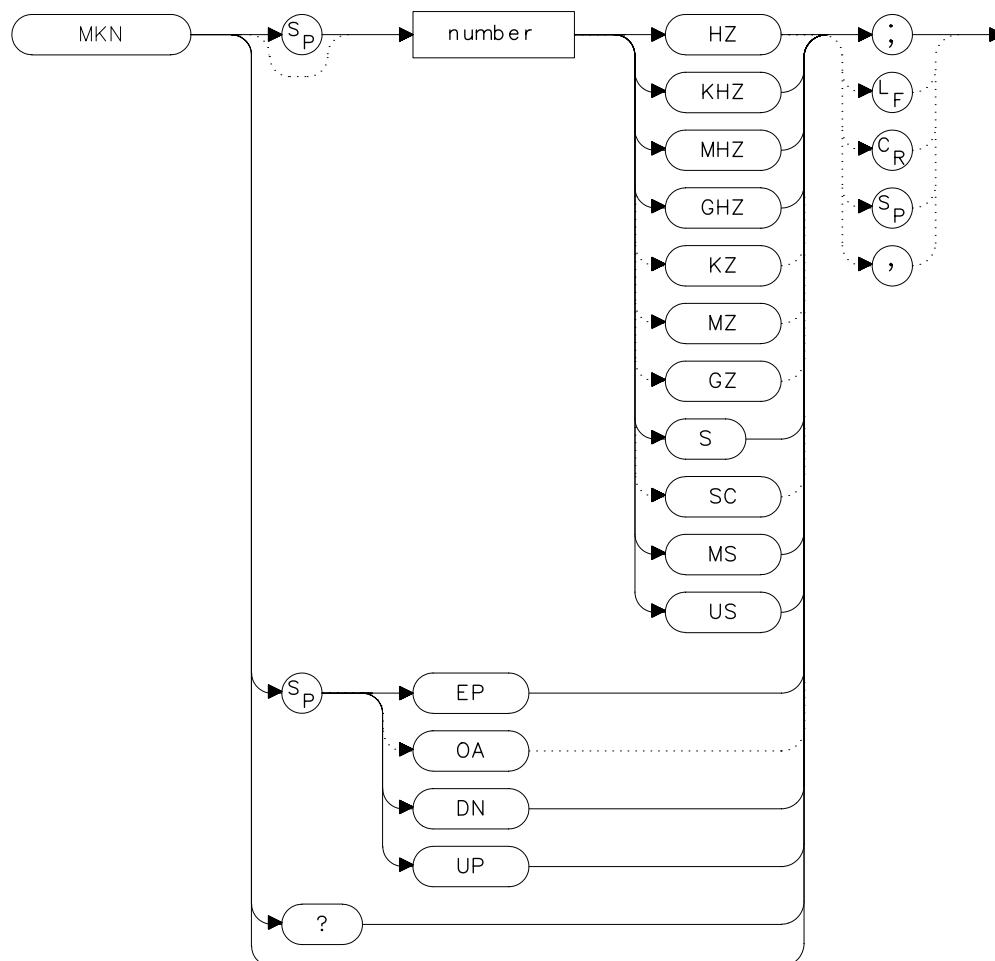 MKN
SP
number
HZ
;
KHZ
LF
MHZ
CR
GHZ
SP
KZ
,
MZ
GZ
S
SC
MS
US
SP
EP
OA
DN
UP
?